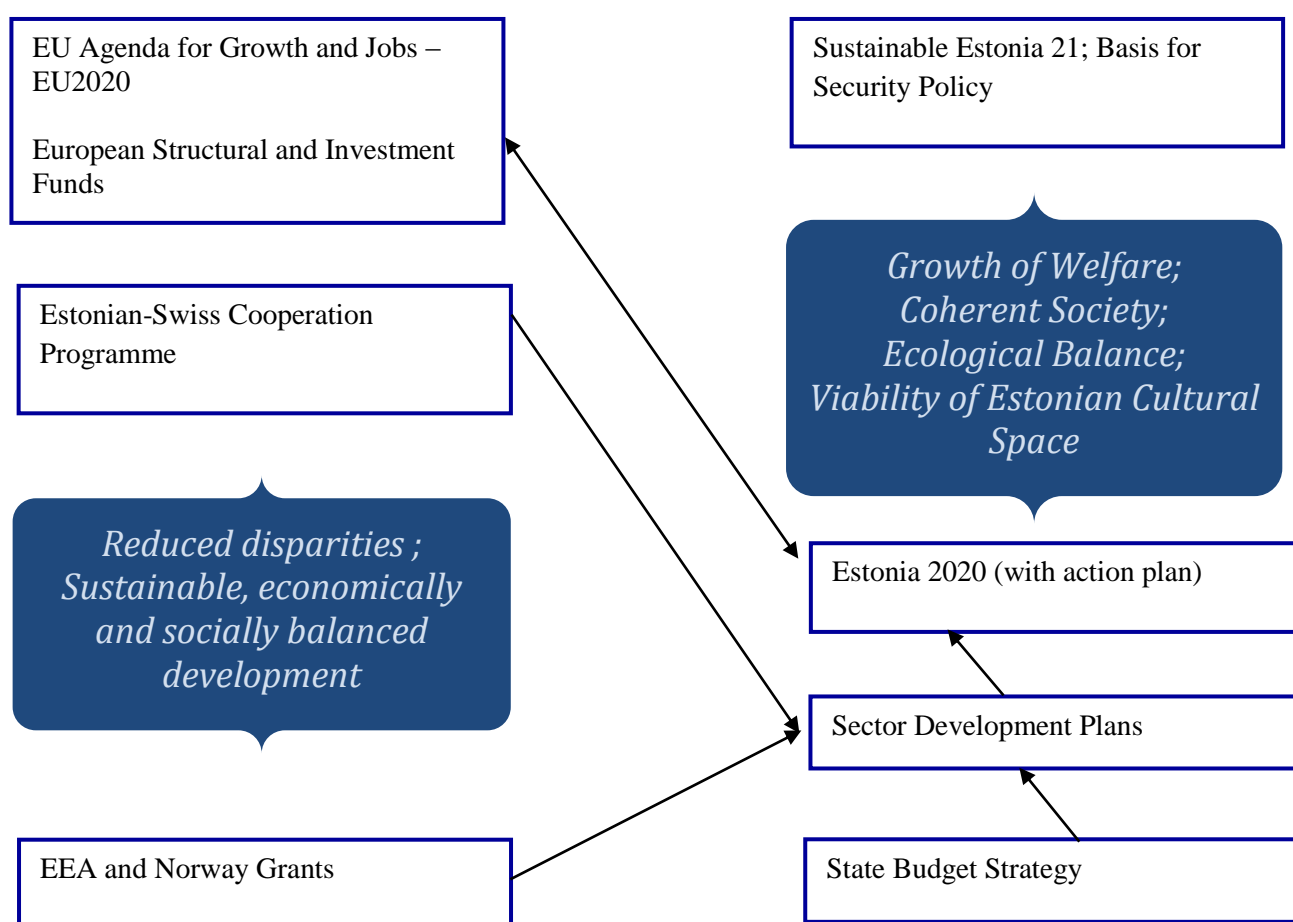 EU Agenda for Growth and Jobs –
EU2020
European Structural and Investment
Funds
Sustainable Estonia 21; Basis for
Security Policy
Growth of Welfare;
Coherent Society;
Ecological Balance;
Viability of Estonian Cultural
Space
Estonian-Swiss Cooperation
Programme
Reduced disparities ;
Sustainable, economically
and socially balanced
development
Estonia 2020 (with action plan)
Sector Development Plans
EEA and Norway Grants
State Budget Strategy